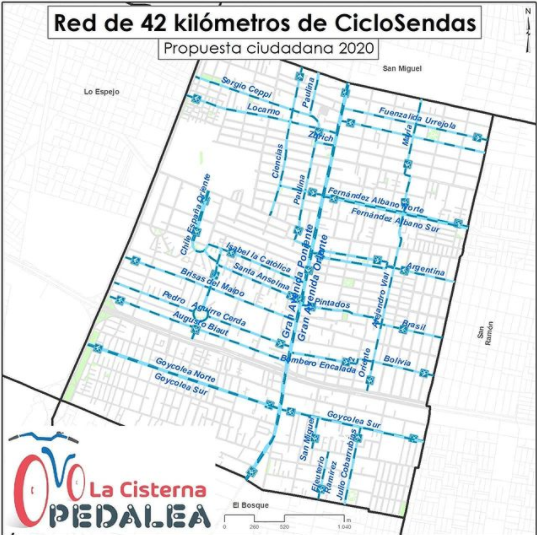 Red de 42 kilómetros de CicloSendas
Propuesta ciudadana 2020
N
San Miguel
Lo Espejo
Sergio Ceppi
Paulina
Locarno
Fuenzalida Urrejola
Zurich
María
Ciencias
Paulina
Fernández Albano Norte
Fernández Albano Sur
Chile España Oriente
Isabel la Católica
Santa Anselma
Gran Avenida Poniente
Gran Avenida Oriente
Argentina
Brisas del Maipo
Alejandro Vial
Pintados
Pedro Aguirre Cerda
Augusto Biaut
Brasil
San Ramón
Bombero Encalada
Oriente
Bolivia
Goycolea Norte
Goycolea Sur
Goycolea Sur
San Miguel
Eleuterio Ramírez
Julio Cobarrubias
La Cisterna
PEDALEA
El Bosque
0 260 520 1.040
m